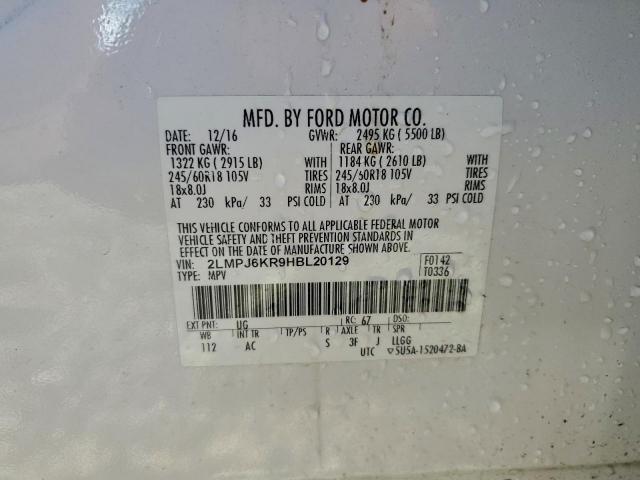 MFD. BY FORD MOTOR CO.
DATE: 12/16 GVWR: 2495 KG ( 5500 LB)
FRONT GAWR: REAR GAWR:
1322 KG ( 2915 LB) WITH 1184 KG ( 2610 LB) WITH
245/60R18 105V TIRES 245/60R18 105V TIRES
18x8.0J RIMS 18x8.0J RIMS
AT 230 kPa/ 33 PSI COLD AT 230 kPa/ 33 PSI COLD
THIS VEHICLE CONFORMS TO ALL APPLICABLE FEDERAL MOTOR
VEHICLE SAFETY AND THEFT PREVENTION STANDARDS IN
EFFECT ON THE DATE OF MANUFACTURE SHOWN ABOVE.
VIN: 2LMPJ6KR9HBL20129 F0142
TYPE: MPV T0336
EXT PNT: UG RC: 67 DSO:
WB INT TR TP/PS R AXLE TR SPR
112 AC S 3F J LLGG
UTC ▽5U5A-1520472-BA